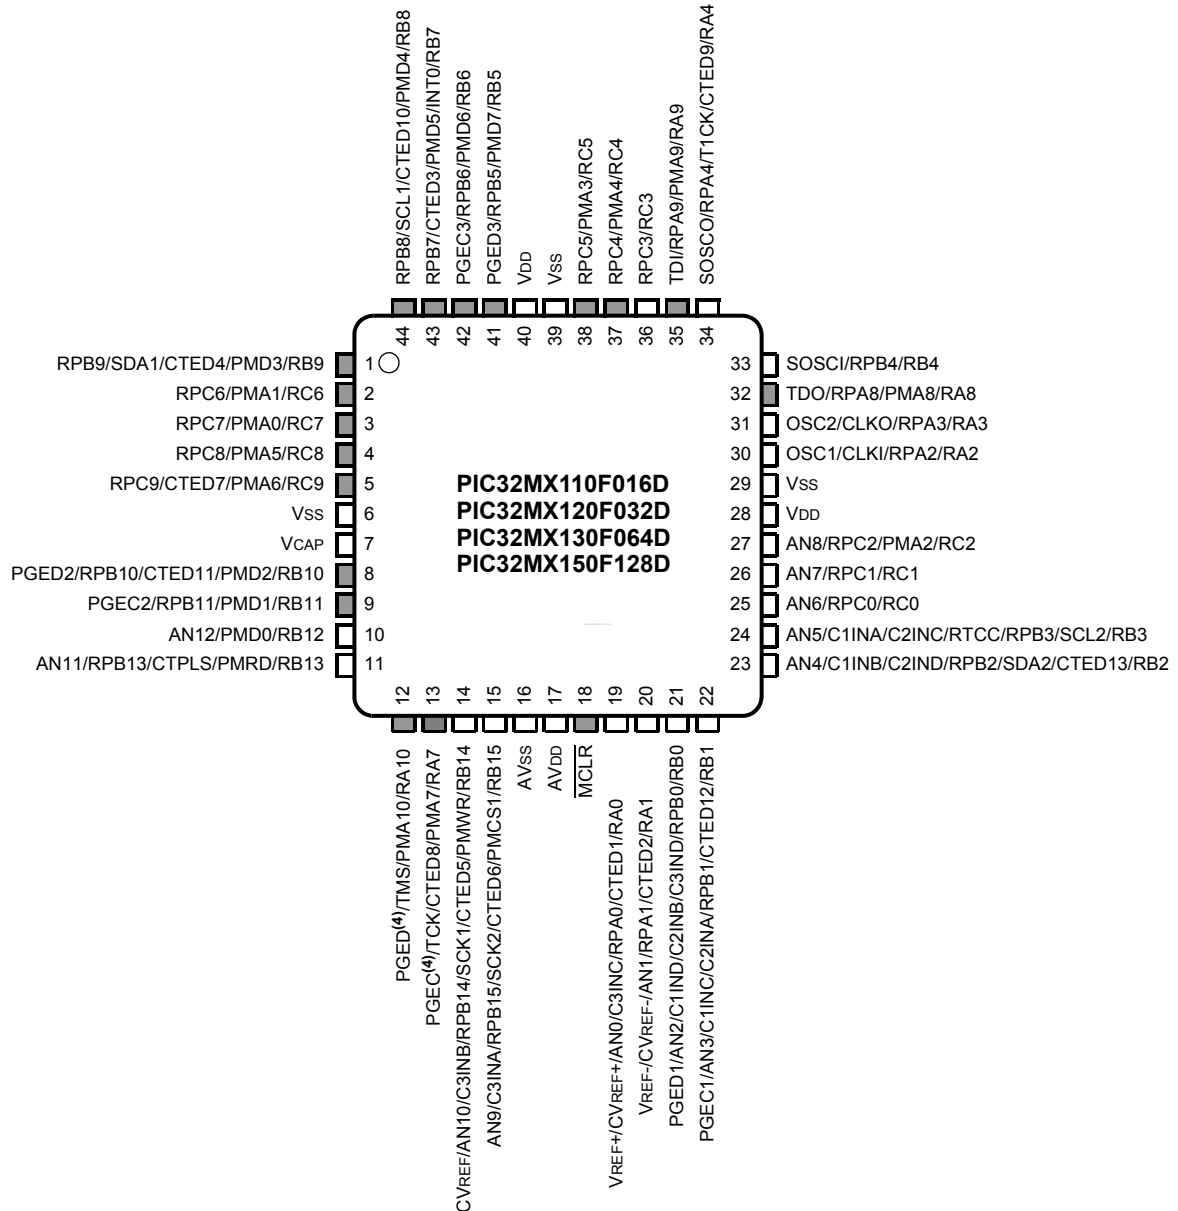 RPB8/SCL1/CTED10/PMD4/RB8
RPB7/CTED3/PMD5/INT0/RB7
PGEC3/RPB6/PMD6/RB6
PGED3/RPB5/PMD7/RB5
VDD
VSS
RPC5/PMA3/RC5
RPC4/PMA4/RC4
RPC3/RC3
TDI/RPA9/PMA9/RA9
SOSCO/RPA4/T1CK/CTED9/RA4
44
43
42
41
40
39
38
37
36
35
34
RPB9/SDA1/CTED4/PMD3/RB9 1
RPC6/PMA1/RC6 2
RPC7/PMA0/RC7 3
RPC8/PMA5/RC8 4
RPC9/CTED7/PMA6/RC9 5
VSS 6
VCAP 7
PGED2/RPB10/CTED11/PMD2/RB10 8
PGEC2/RPB11/PMD1/RB11 9
AN12/PMD0/RB12 10
AN11/RPB13/CTPLS/PMRD/RB13 11
PIC32MX110F016D
PIC32MX120F032D
PIC32MX130F064D
PIC32MX150F128D
33 SOSCI/RPB4/RB4
32 TDO/RPA8/PMA8/RA8
31 OSC2/CLKO/RPA3/RA3
30 OSC1/CLKI/RPA2/RA2
29 VSS
28 VDD
27 AN8/RPC2/PMA2/RC2
26 AN7/RPC1/RC1
25 AN6/RPC0/RC0
24 AN5/C1INA/C2INC/RTCC/RPB3/SCL2/RB3
23 AN4/C1INB/C2IND/RPB2/SDA2/CTED13/RB2
12
13
14
15
16
17
18
19
20
21
22
PGED(4)/TMS/PMA10/RA10
PGEC(4)/TCK/CTED8/PMA7/RA7
CVREF/AN10/C3INB/RPB14/SCK1/CTED5/PMWR/RB14
AN9/C3INA/RPB15/SCK2/CTED6/PMCS1/RB15
AVSS
AVDD
MCLR
VREF+/CVREF+/AN0/C3INC/RPA0/CTED1/RA0
VREF-/CVREF-/AN1/RPA1/CTED2/RA1
PGED1/AN2/C1IND/C2INB/C3IND/RPB0/RB0
PGEC1/AN3/C1INC/C2INA/RPB1/CTED12/RB1